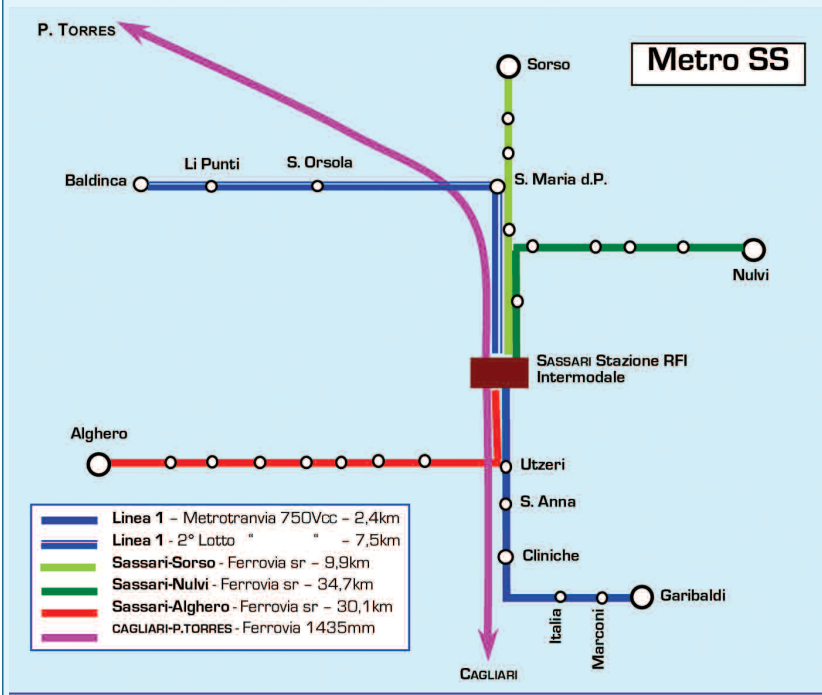 P. TORRES
Metro SS
Sorso
Baldinca
Li Punti
S. Orsola
S. Maria d.P.
Nulvi
SASSARI Stazione RFI
Intermodale
Alghero
Utzeri
S. Anna
Cliniche
Garibaldi
Italia
Marconi
CAGLIARI
Linea 1 – Metrotranvia 750Vcc – 2,4km
Linea 1 - 2° Lotto “ “ – 7,5km
Sassari-Sorso - Ferrovia sr – 9,9km
Sassari-Nulvi - Ferrovia sr – 34,7km
Sassari-Alghero - Ferrovia sr – 30,1km
CAGLIARI-P.TORRES - Ferrovia 1435mm